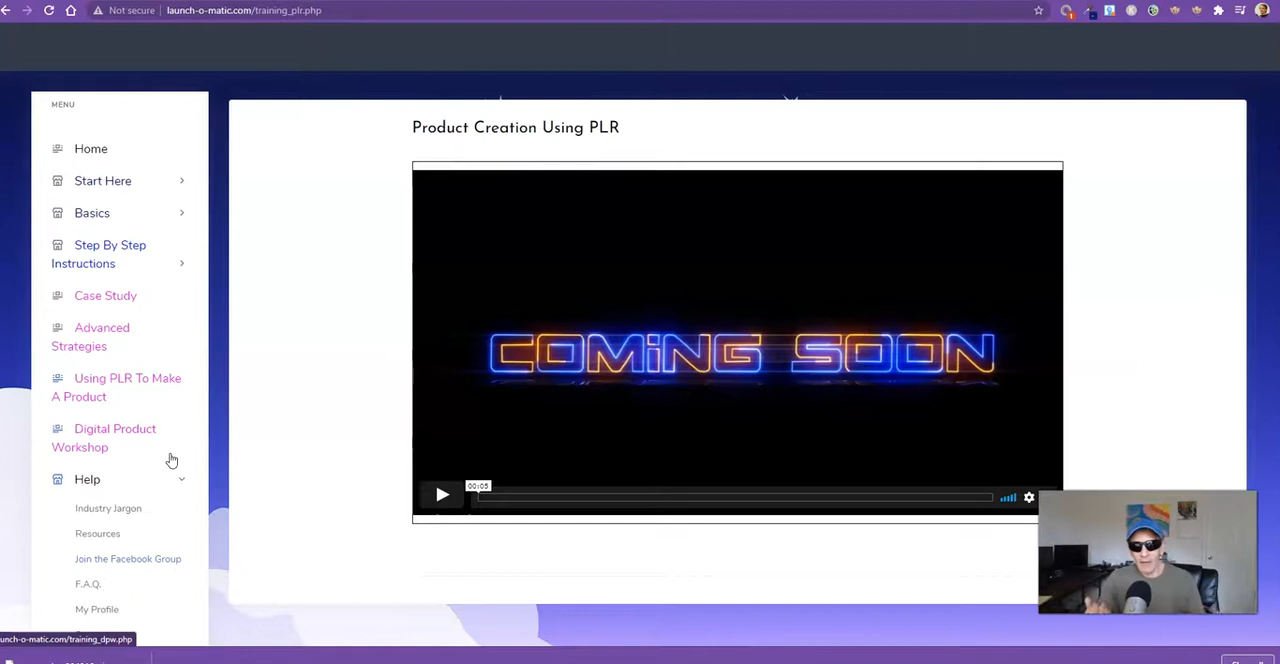 Not secure
launch-o-matic.com/training_plr.php
MENU
Home
Start Here
Basics
Step By Step
Instructions
Case Study
Advanced
Strategies
Using PLR To Make
A Product
Digital Product
Workshop
Help
Industry Jargon
Resources
Join the Facebook Group
F.A.Q.
My Profile
Product Creation Using PLR
COMiNG SOON
00:05
unch-o-matic.com/training_dpw.php